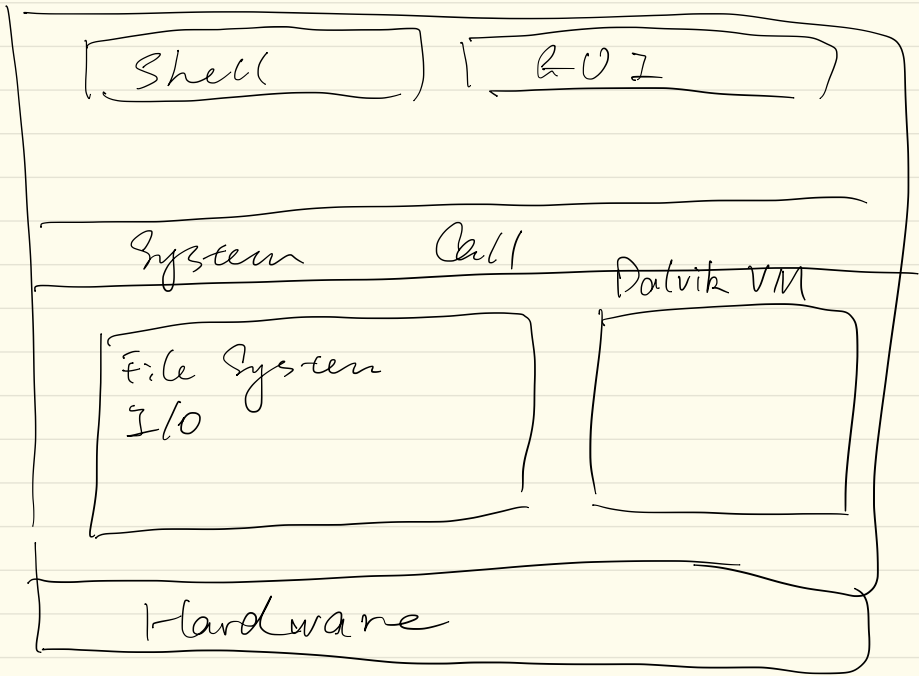 Shell
GUI
System Call
Dalvik VM
File System
I/O
Hardware